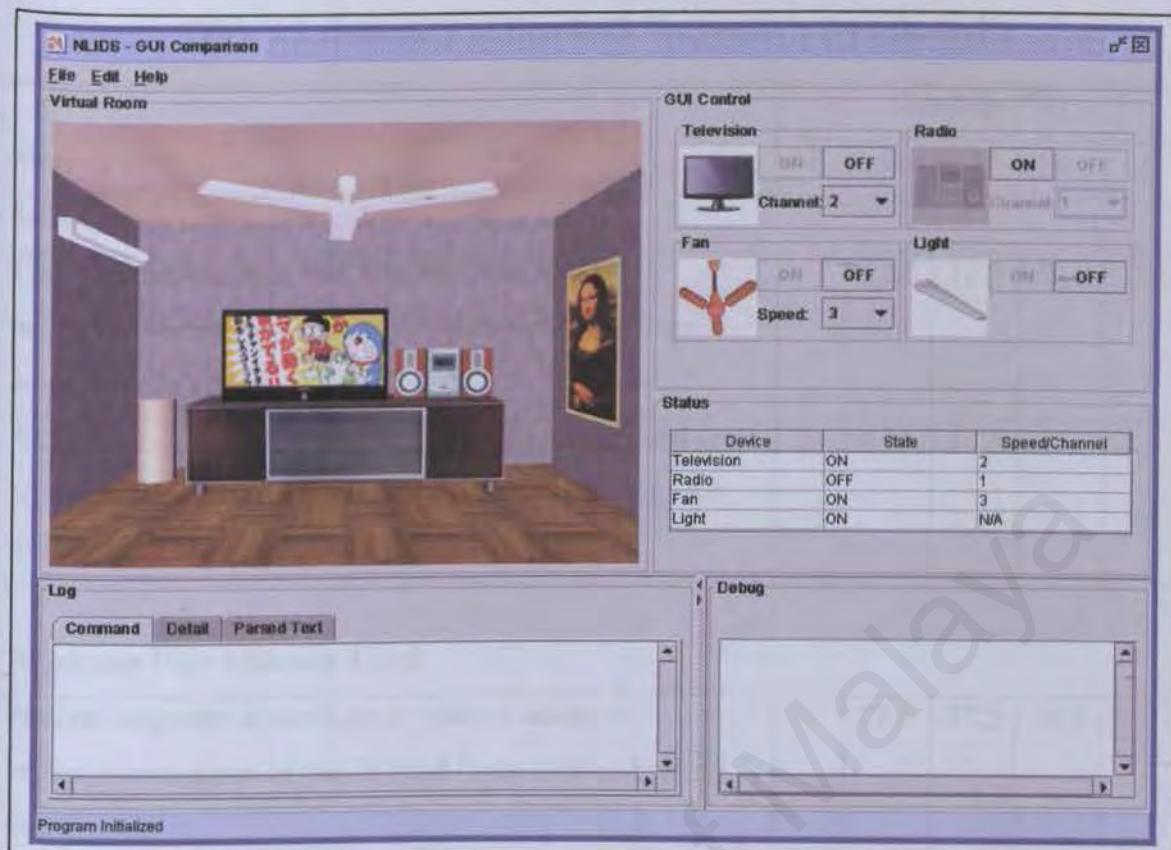 NLIDS - GUI Comparison
File Edit Help
Virtual Room
GUI Control
Television
ON OFF
Channel: 2
Radio
ON OFF
Channel: 1
Fan
ON OFF
Speed: 3
Light
ON OFF
Status
Device State Speed/Channel
Television ON 2
Radio OFF 1
Fan ON 3
Light ON N/A
Log
Command Detail Parsed Text
Debug
Program Initialized
of Malaya